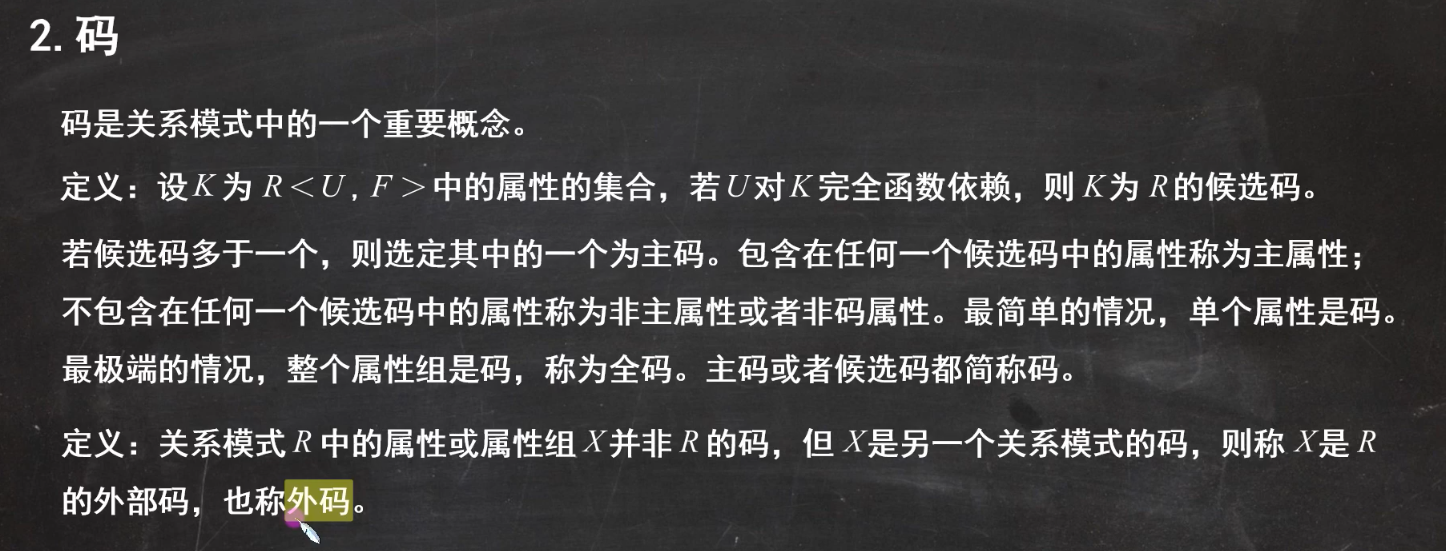 2. 码
码是关系模式中的一个重要概念。
定义：设K为 R<U, F>中的属性的集合，若U对K完全函数依赖，则 K为 R的候选码。
若候选码多于一个，则选定其中的一个为主码。包含在任何一个候选码中的属性称为主属性；
不包含在任何一个候选码中的属性称为非主属性或者非码属性。最简单的情况，单个属性是码。
最极端的情况，整个属性组是码，称为全码。主码或者候选码都简称码。
定义：关系模式 R 中的属性或属性组 X并非 R 的码，但 X是另一个关系模式的码，则称 X是 R
的外部码，也称外码。